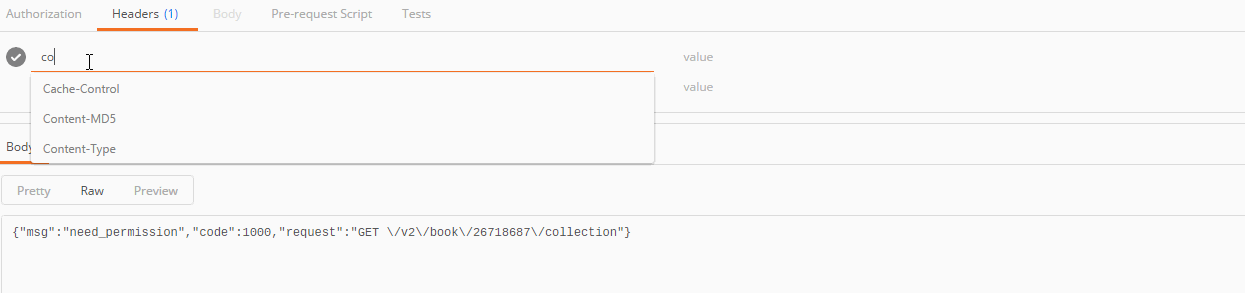 Authorization Headers (1) Body Pre-request Script Tests
co value
Cache-Control value
Content-MD5
Content-Type
Body
Pretty Raw Preview
{"msg":"need_permission","code":1000,"request":"GET \/v2\/book\/26718687\/collection"}